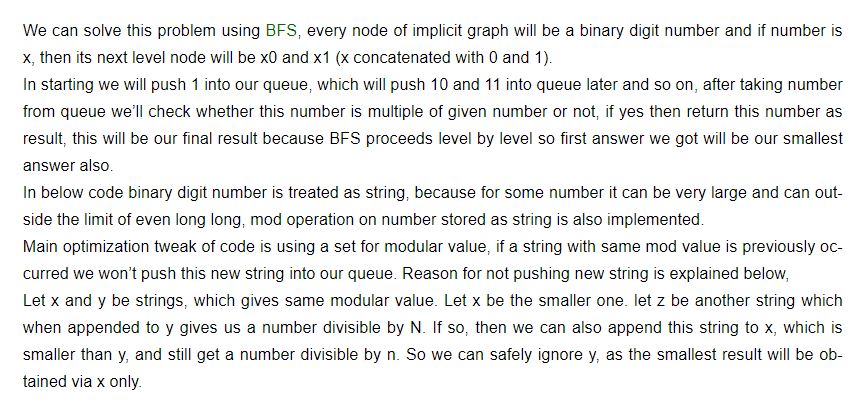 We can solve this problem using BFS, every node of implicit graph will be a binary digit number and if number is
x, then its next level node will be x0 and x1 (x concatenated with 0 and 1).
In starting we will push 1 into our queue, which will push 10 and 11 into queue later and so on, after taking number
from queue we'll check whether this number is multiple of given number or not, if yes then return this number as
result, this will be our final result because BFS proceeds level by level so first answer we got will be our smallest
answer also.
In below code binary digit number is treated as string, because for some number it can be very large and can out-
side the limit of even long long, mod operation on number stored as string is also implemented.
Main optimization tweak of code is using a set for modular value, if a string with same mod value is previously oc-
curred we won't push this new string into our queue. Reason for not pushing new string is explained below,
Let x and y be strings, which gives same modular value. Let x be the smaller one. let z be another string which
when appended to y gives us a number divisible by N. If so, then we can also append this string to x, which is
smaller than y, and still get a number divisible by n. So we can safely ignore y, as the smallest result will be ob-
tained via x only.